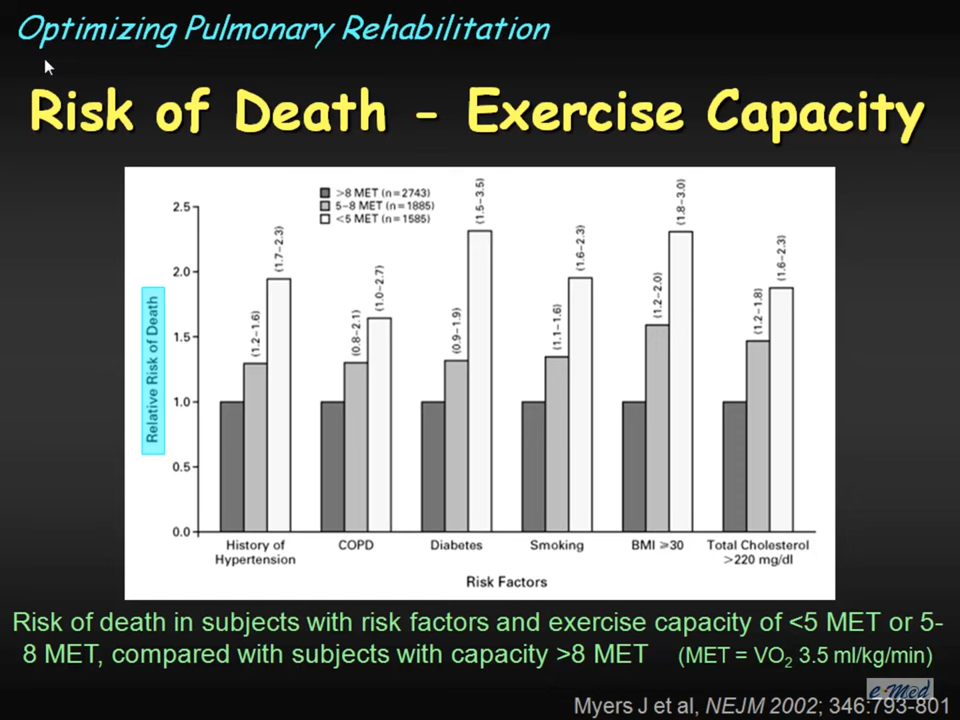 Optimizing Pulmonary Rehabilitation
Risk of Death - Exercise Capacity
>8 MET (n=2743)
5–8 MET (n=1885)
<5 MET (n=1585)
2.5
2.0
1.5
1.0
0.5
0.0
Relative Risk of Death
(1.2–1.6)
(1.7–2.3)
(0.8–2.1)
(1.0–2.7)
(0.9–1.9)
(1.5–3.5)
(1.1–1.6)
(1.6–2.3)
(1.2–2.0)
(1.8–3.0)
(1.2–1.8)
(1.6–2.3)
History of
Hypertension
COPD
Diabetes
Smoking
BMI ≥30
Total Cholesterol
>220 mg/dl
Risk Factors
Risk of death in subjects with risk factors and exercise capacity of <5 MET or 5-
8 MET, compared with subjects with capacity >8 MET (MET = VO₂ 3.5 ml/kg/min)
e-Med
Myers J et al, NEJM 2002; 346:793-801